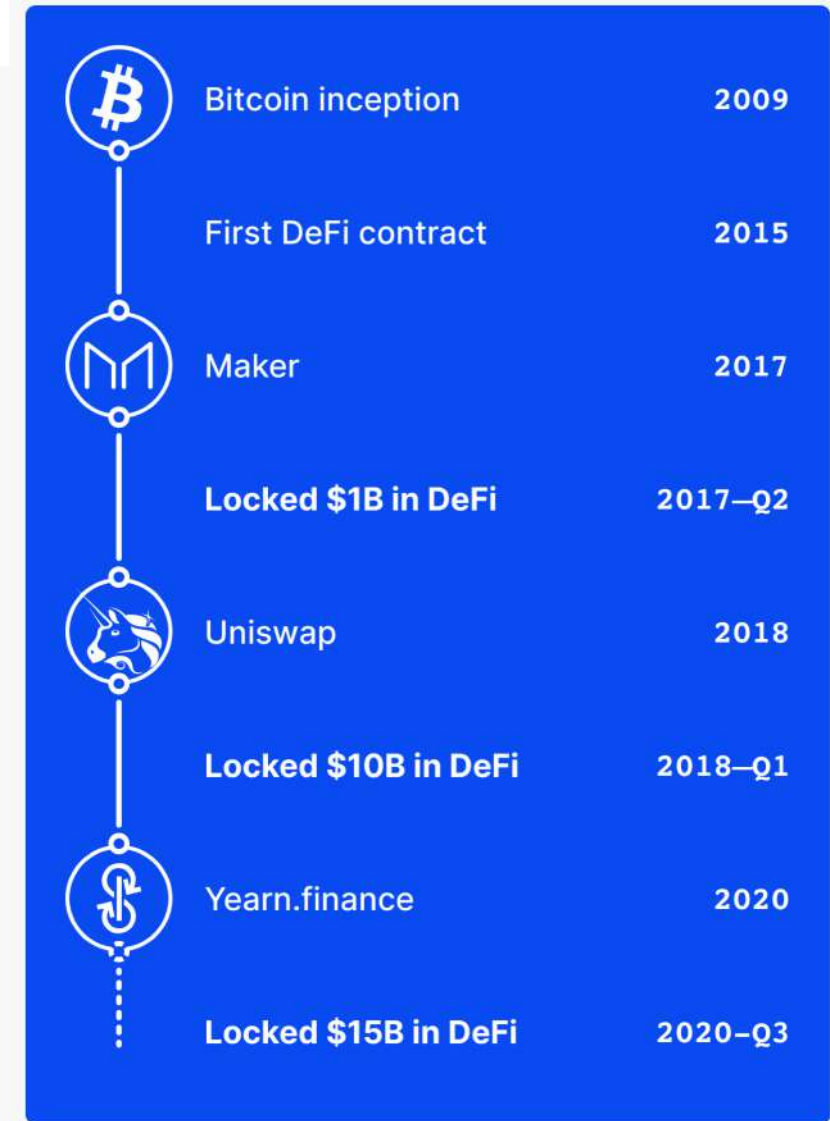 Bitcoin inception 2009
First DeFi contract 2015
Maker 2017
Locked $1B in DeFi 2017—Q2
Uniswap 2018
Locked $10B in DeFi 2018—Q1
Yearn.finance 2020
Locked $15B in DeFi 2020–Q3